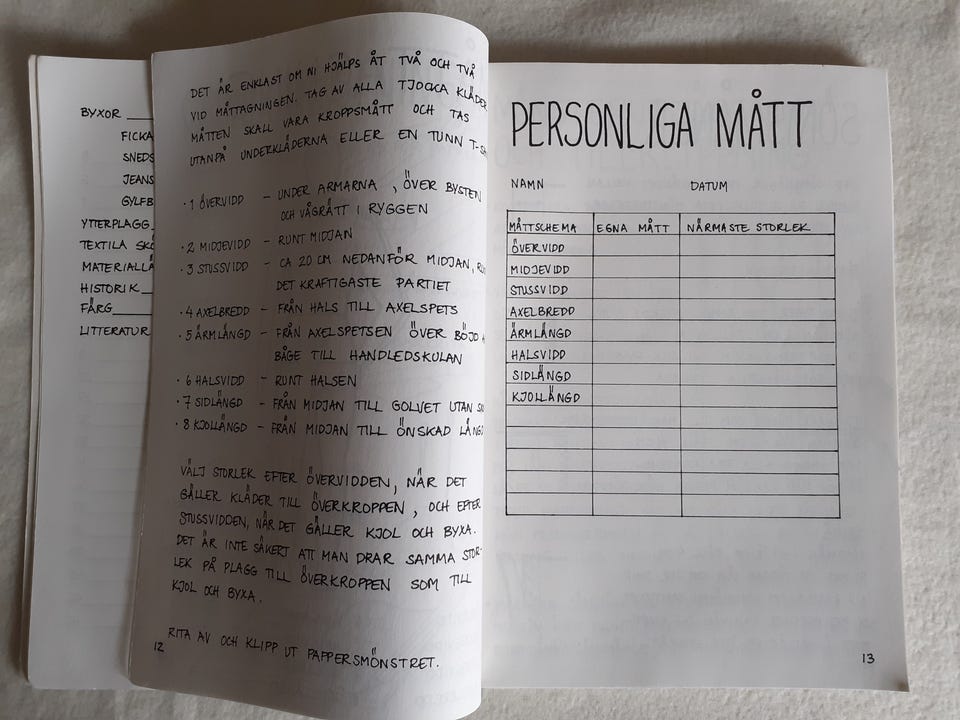 BYXOR
FICKA
SNEDS
JEANS
GYLFB
YTTERPLAGG
TEXTILA SKÖ
MATERIALLÄ
HISTORIK
FÄRG
LITTERATUR
DET ÄR ENKLAST OM NI HJÄLPS ÅT TVÅ OCH TVÅ
VID MÅTTAGNINGEN. TAG AV ALLA TJOCKA KLÄDER
MÅTTEN SKALL VARA KROPPSMÅTT OCH TAS
UTANPÅ UNDERKLÄDERNA ELLER EN TUNN T-SH
· 1 ÖVERVIDD - UNDER ARMARNA, ÖVER BYSTEN
OCH VÅGRÄTT I RYGGEN
· 2 MIDJEVIDD - RUNT MIDJAN
· 3 STUSSVIDD - CA 20 CM NEDANFÖR MIDJAN, RU
DET KRAFTIGASTE PARTIET
· 4 AXELBREDD - FRÅN HALS TILL AXELSPETS
· 5 ÄRMLÄNGD - FRÅN AXELSPETSEN ÖVER BÖJD A
BÅGE TILL HANDLEDSKULAN
· 6 HALSVIDD - RUNT HALSEN
· 7 SIDLÄNGD - FRÅN MIDJAN TILL GOLVET UTAN SK
· 8 KJOLLÄNGD - FRÅN MIDJAN TILL ÖNSKAD LÄNGD
VÄLJ STORLEK EFTER ÖVERVIDDEN, NÄR DET
GÄLLER KLÄDER TILL ÖVERKROPPEN, OCH EFTER
STUSSVIDDEN, NÄR DET GÄLLER KJOL OCH BYXA.
DET ÄR INTE SÄKERT ATT MAN DRAR SAMMA STOR-
LEK PÅ PLAGG TILL ÖVERKROPPEN SOM TILL
KJOL OCH BYXA.
RITA AV OCH KLIPP UT PAPPERSMÖNSTRET.
12
PERSONLIGA MÅTT
NAMN DATUM
MÅTTSCHEMA EGNA MÅTT NÄRMASTE STORLEK
ÖVERVIDD
MIDJEVIDD
STUSSVIDD
AXELBREDD
ÄRMLÄNGD
HALSVIDD
SIDLÄNGD
KJOLLÄNGD
13